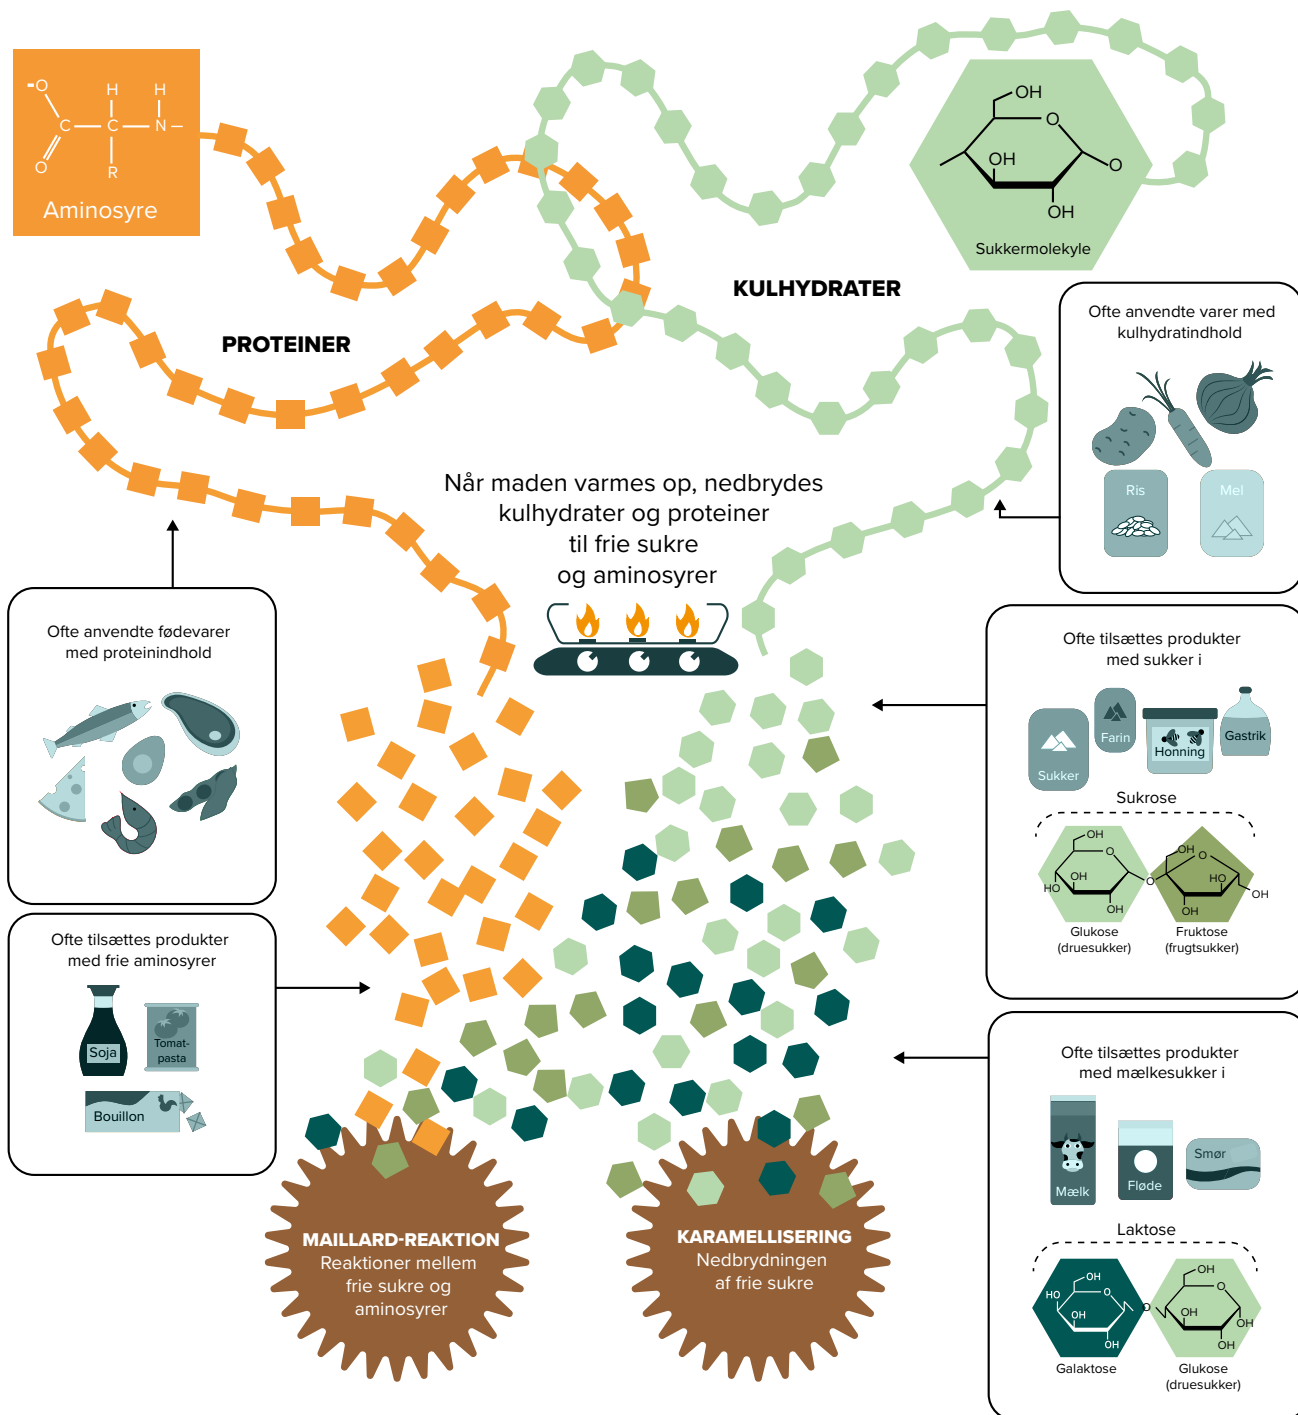 -O
H
H
C
C
N
O
R
Aminosyre
OH
O
OH
O
OH
Sukkermolekyle
KULHYDRATER
PROTEINER
Ofte anvendte varer med
kulhydratindhold
Ris
Mel
Når maden varmes op, nedbrydes
kulhydrater og proteiner
til frie sukre
og aminosyrer
Ofte anvendte fødevarer
med proteinindhold
Ofte tilsættes produkter
med sukker i
Sukker
Farin
Honning
Gastrik
Sukrose
OH
O
OH
HO
OH
O
OH
O
HO
OH
OH
Glukose
(druesukker)
Fruktose
(frugtsukker)
Ofte tilsættes produkter
med frie aminosyrer
Soja
Tomat-
pasta
Bouillon
Ofte tilsættes produkter
med mælkesukker i
Mælk
Fløde
Smør
Laktose
OH
HO
O
OH
OH
O
OH
O
OH
OH
OH
Galaktose
Glukose
(druesukker)
MAILLARD-REAKTION
Reaktioner mellem
frie sukre og
aminosyrer
KARAMELLISERING
Nedbrydningen
af frie sukre